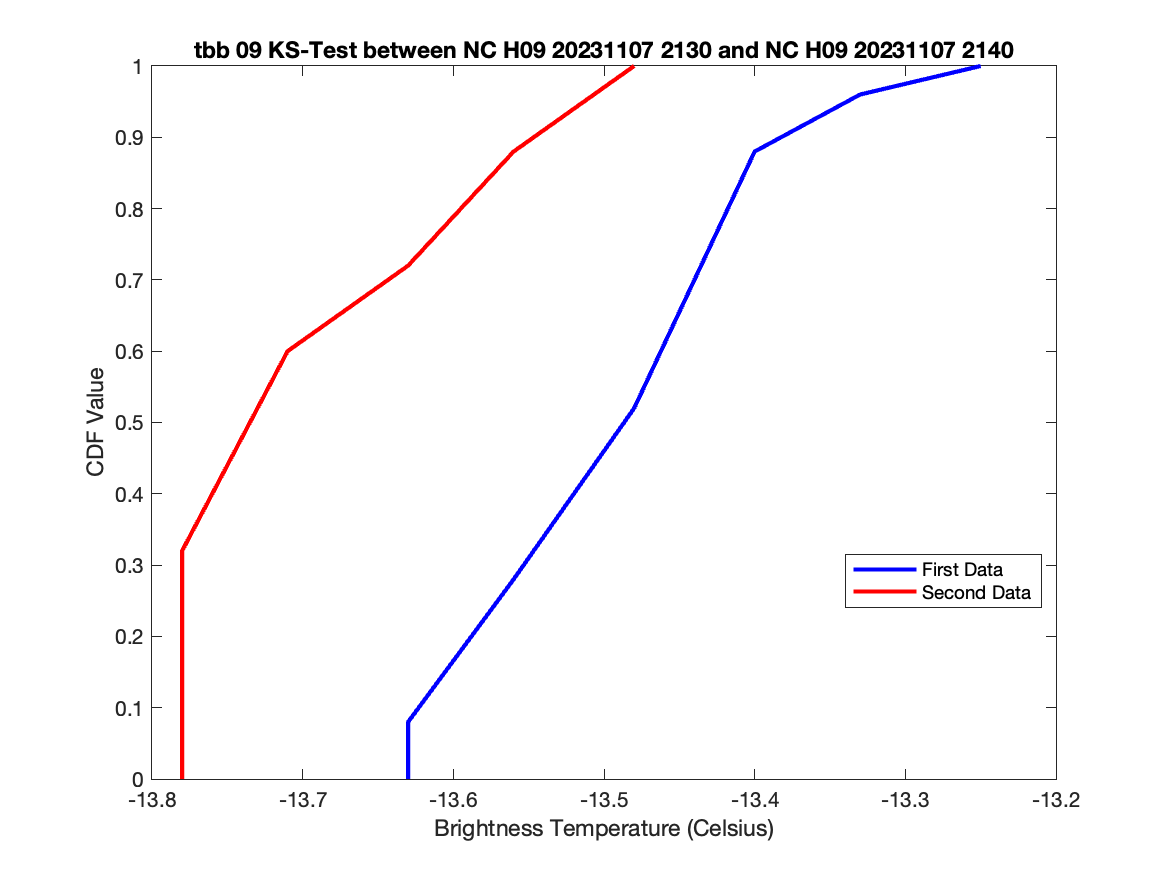 tbb 09 KS-Test between NC H09 20231107 2130 and NC H09 20231107 2140
1
0.9
0.8
0.7
0.6
0.5
0.4
0.3
0.2
0.1
0
CDF Value
First Data
Second Data
-13.8 -13.7 -13.6 -13.5 -13.4 -13.3 -13.2
Brightness Temperature (Celsius)